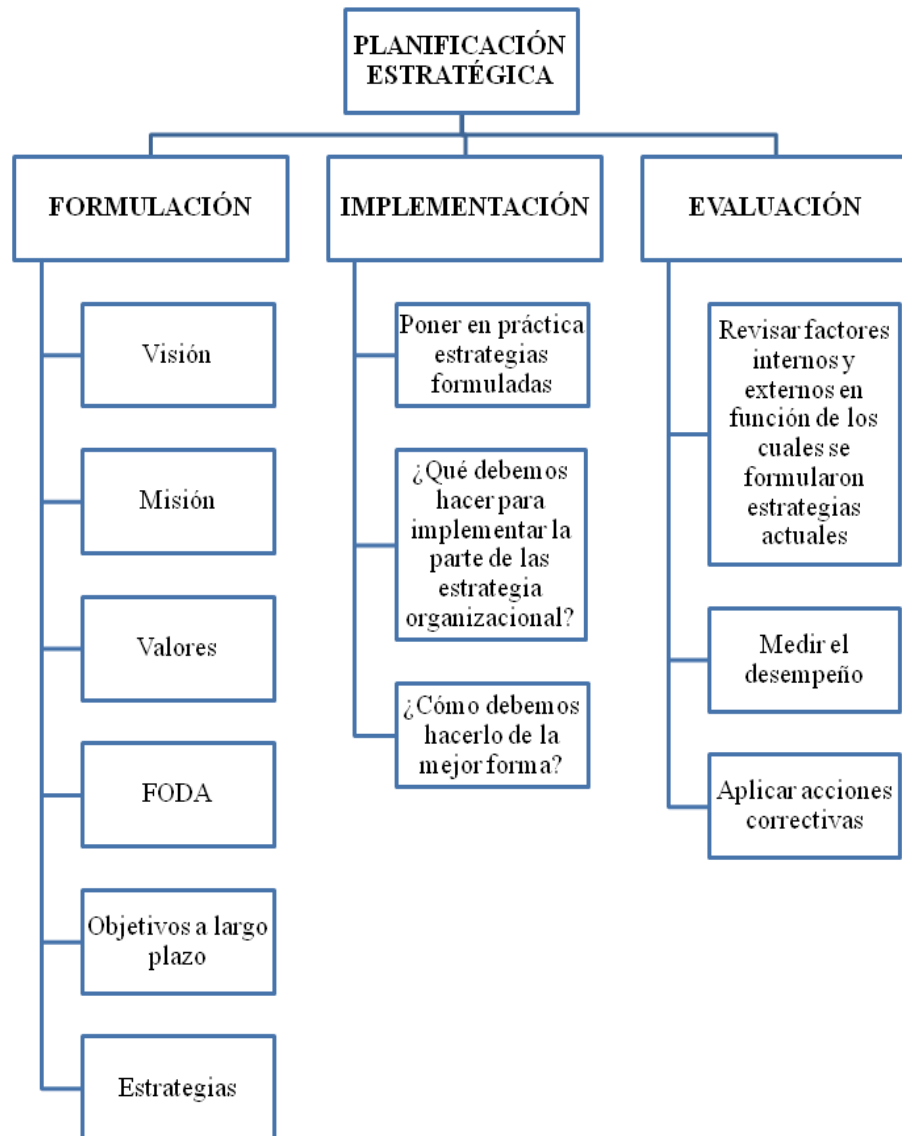 PLANIFICACIÓN
ESTRATÉGICA
FORMULACIÓN
Visión
Misión
Valores
FODA
Objetivos a largo
plazo
Estrategias
IMPLEMENTACIÓN
Poner en práctica
estrategias
formuladas
¿Qué debemos
hacer para
implementar la
parte de las
estrategia
organizacional?
¿Cómo debemos
hacerlo de la
mejor forma?
EVALUACIÓN
Revisar factores
internos y
externos en
función de los
cuales se
formularon
estrategias
actuales
Medir el
desempeño
Aplicar acciones
correctivas